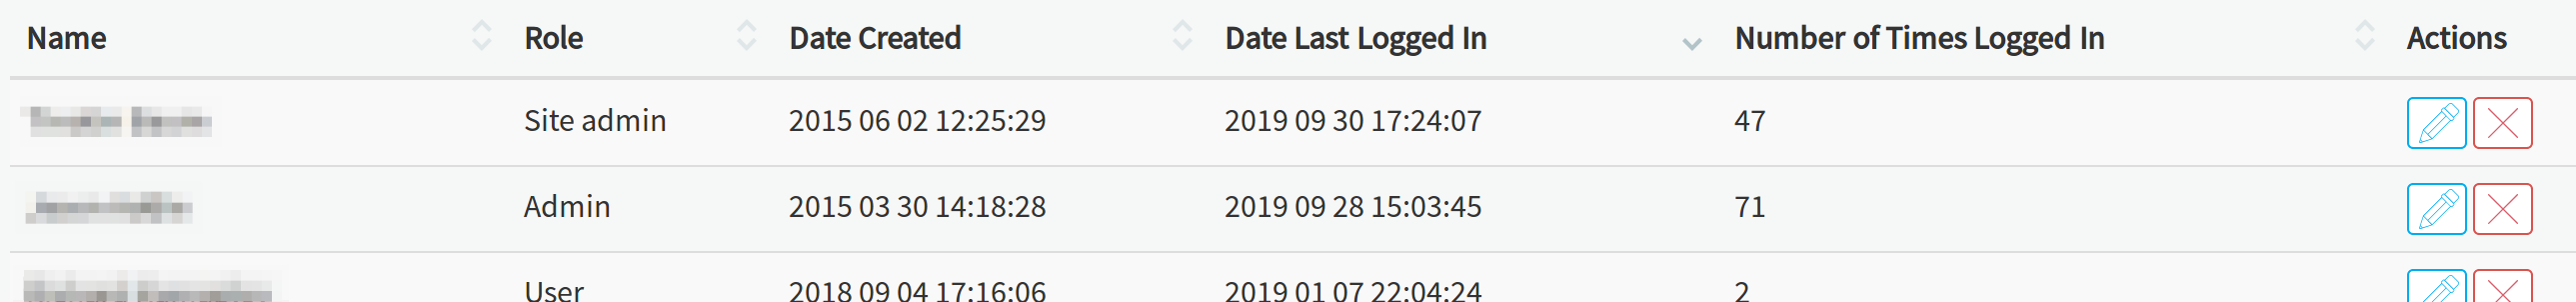 Name Role Date Created Date Last Logged In Number of Times Logged In Actions
Site admin 2015 06 02 12:25:29 2019 09 30 17:24:07 47
Admin 2015 03 30 14:18:28 2019 09 28 15:03:45 71
User 2018 09 04 17:16:06 2019 01 07 22:04:24 2